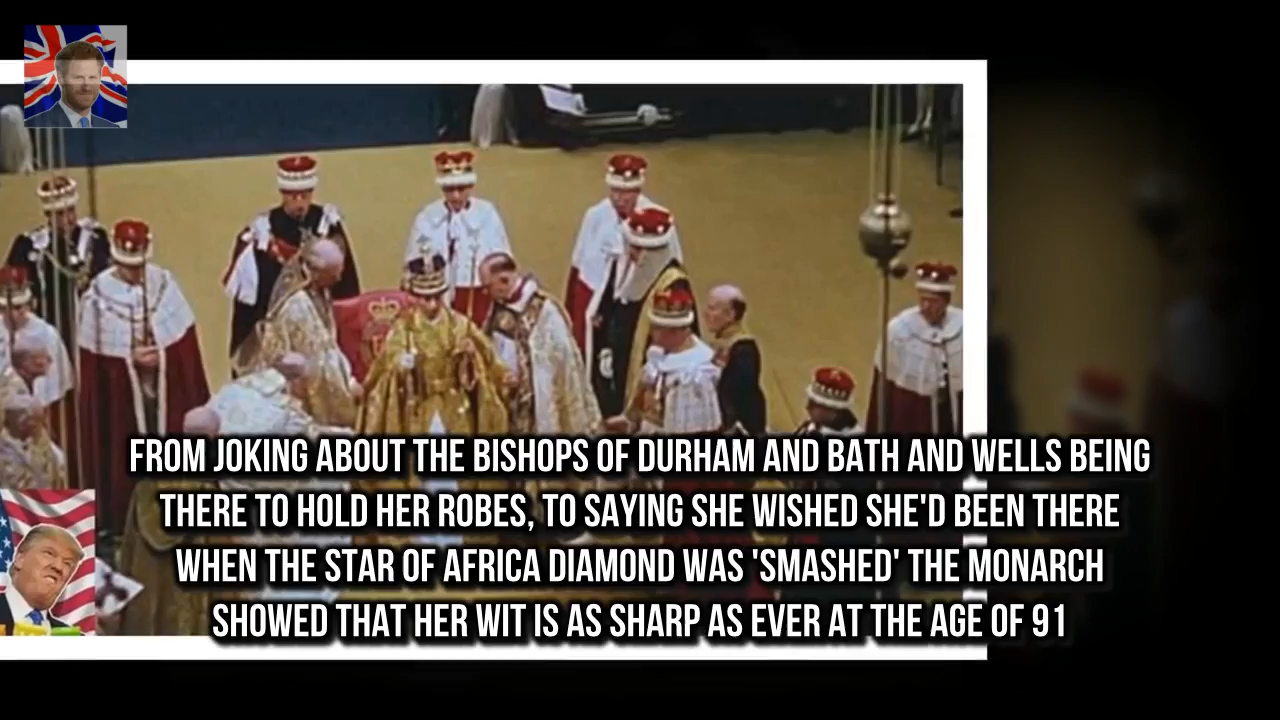 FROM JOKING ABOUT THE BISHOPS OF DURHAM AND BATH AND WELLS BEING
THERE TO HOLD HER ROBES, TO SAYING SHE WISHED SHE'D BEEN THERE
WHEN THE STAR OF AFRICA DIAMOND WAS 'SMASHED' THE MONARCH
SHOWED THAT HER WIT IS AS SHARP AS EVER AT THE AGE OF 91